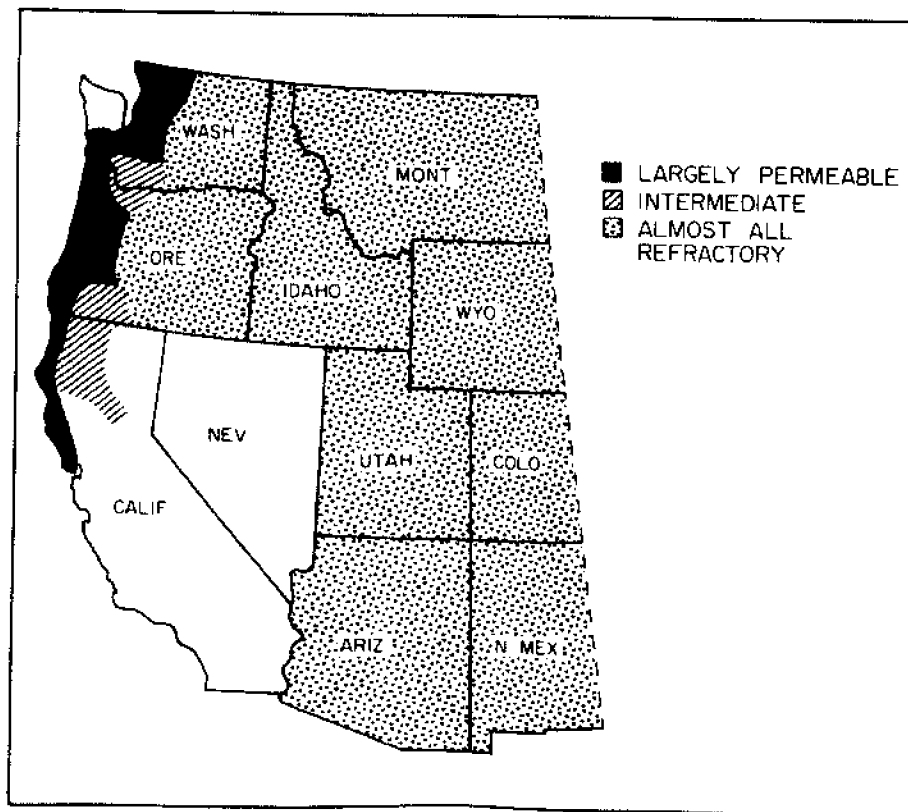 WASH
MONT
ORE
IDAHO
WYO
NEV
UTAH
COLO
CALIF
ARIZ
N MEX
LARGELY PERMEABLE
INTERMEDIATE
ALMOST ALL
REFRACTORY